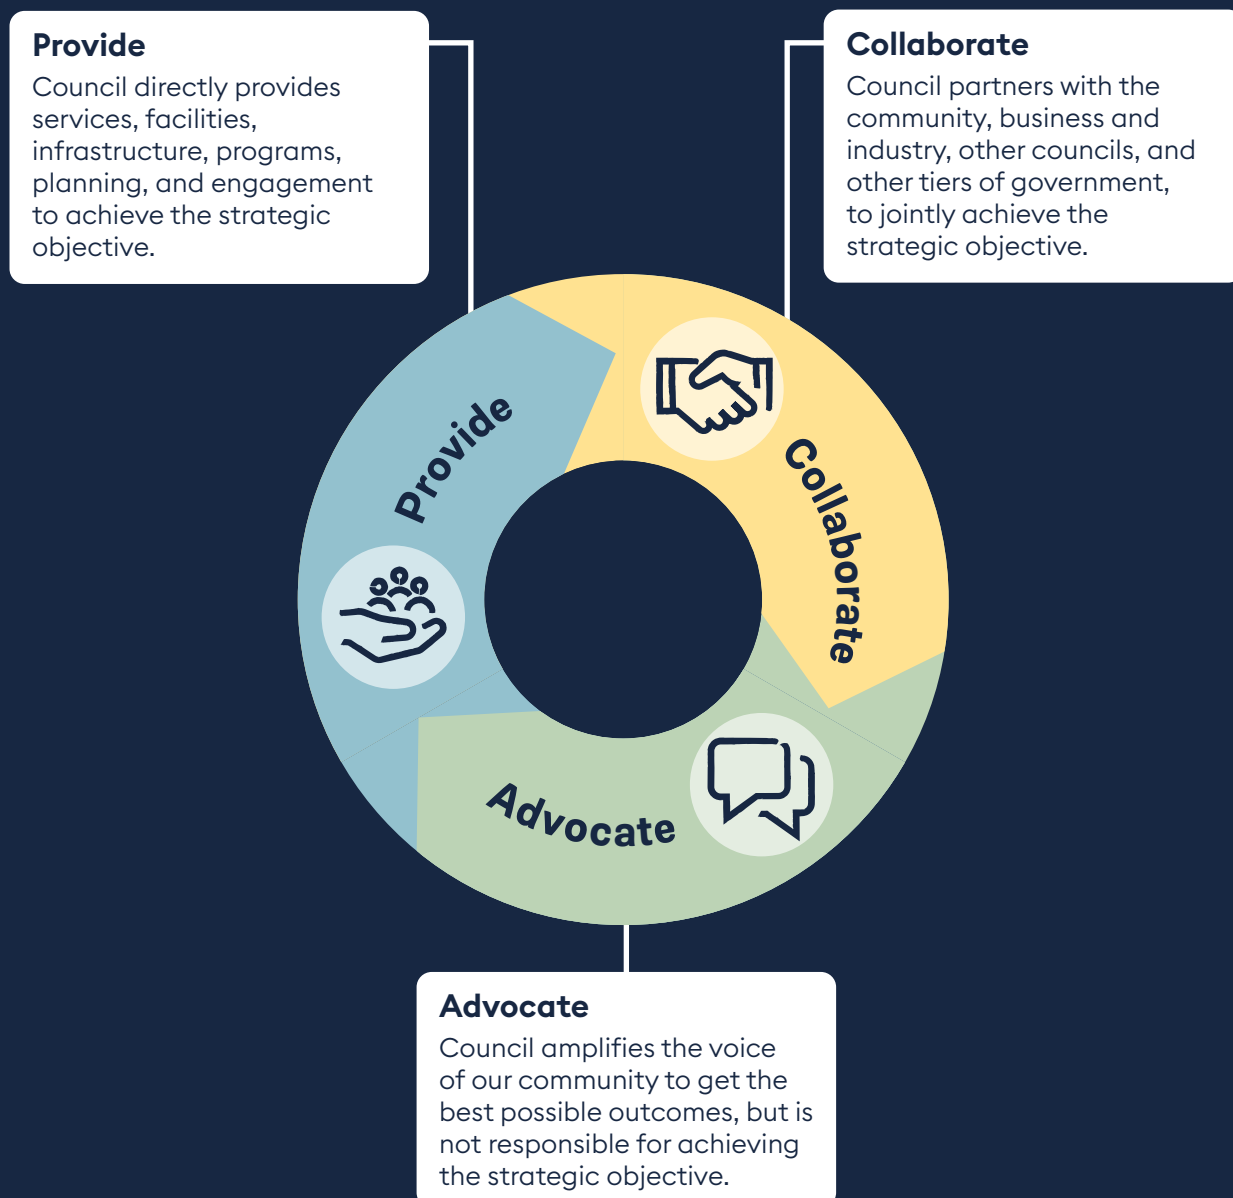 Provide
Council directly provides
services, facilities,
infrastructure, programs,
planning, and engagement
to achieve the strategic
objective.
Collaborate
Council partners with the
community, business and
industry, other councils, and
other tiers of government,
to jointly achieve the
strategic objective.
Provide
Collaborate
Advocate
Advocate
Council amplifies the voice
of our community to get the
best possible outcomes, but is
not responsible for achieving
the strategic objective.